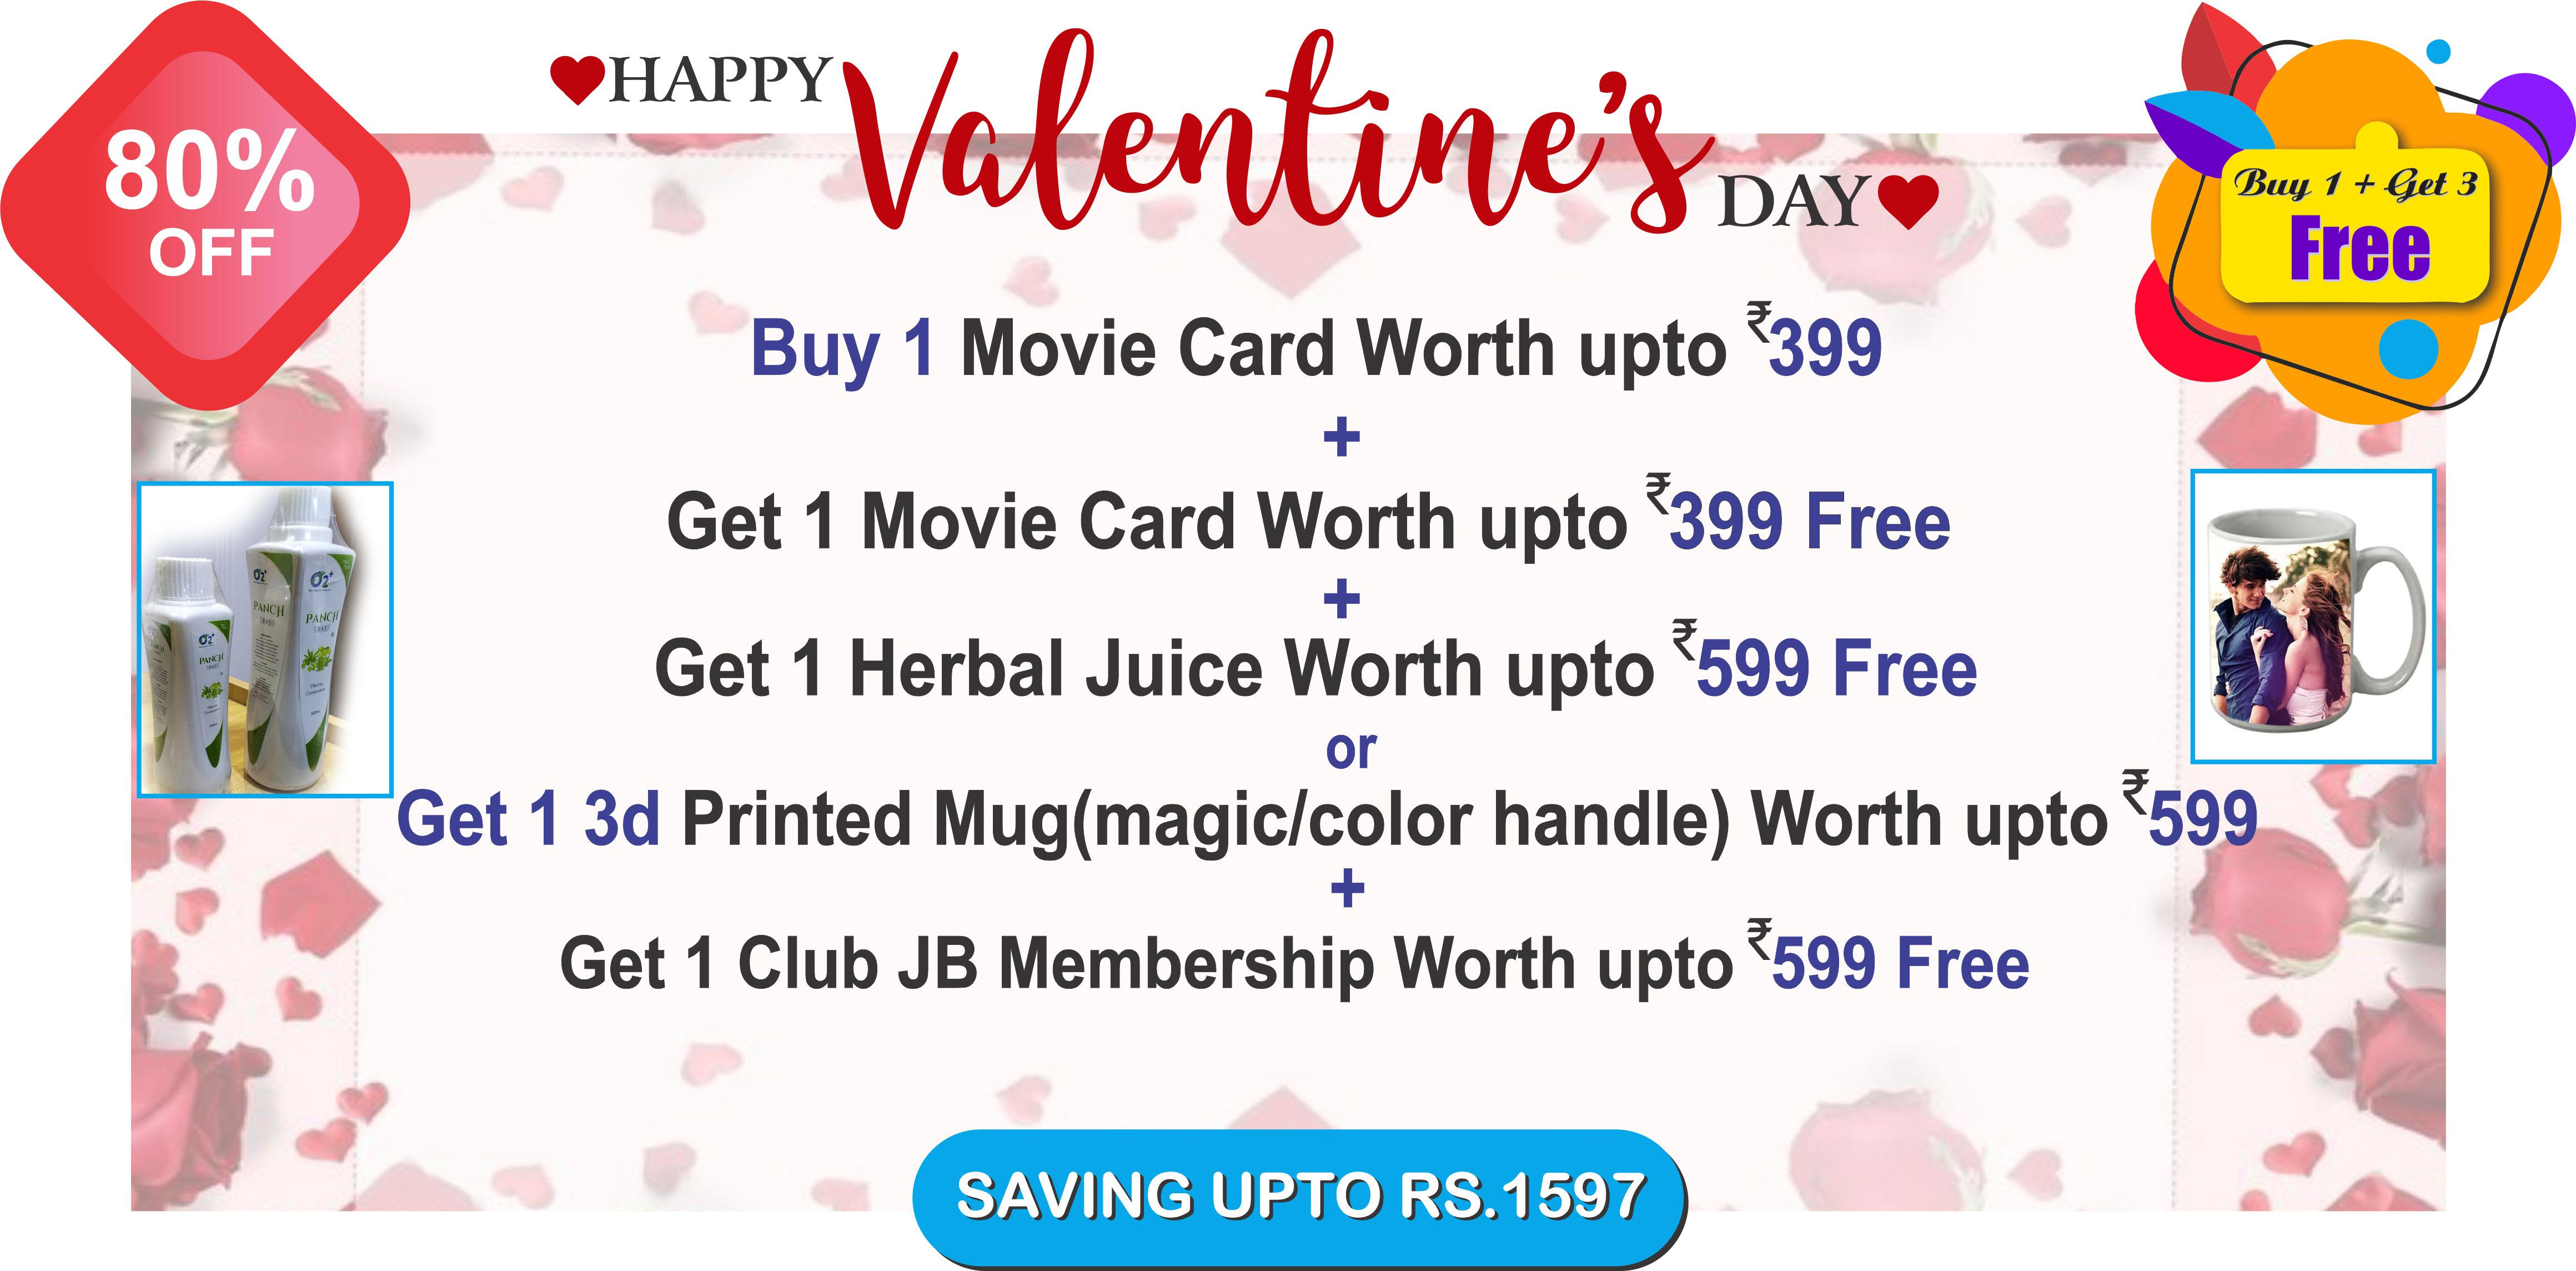 80%
OFF
HAPPY
Valentine's
DAY
Buy 1 + Get 3
Free
Buy 1 Movie Card Worth upto ₹399
+
Get 1 Movie Card Worth upto ₹399 Free
+
Get 1 Herbal Juice Worth upto ₹599 Free
or
Get 1 3d Printed Mug(magic/color handle) Worth upto ₹599
+
Get 1 Club JB Membership Worth upto ₹599 Free
SAVING UPTO RS.1597
O2+
PANCH
O2+
PANCH
O2+
PANCH